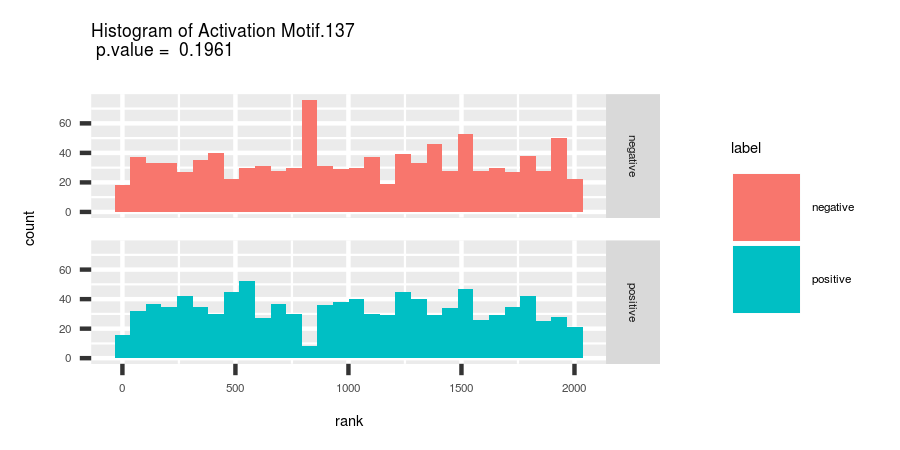 Histogram of Activation Motif.137
p.value =  0.1961
count
60
40
20
0
negative
60
40
20
0
positive
0 500 1000 1500 2000
rank
label
negative
positive